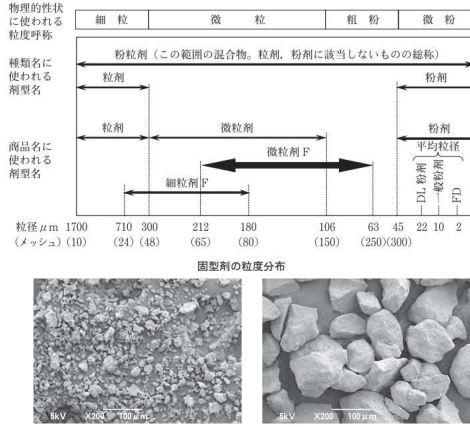 物理的性状
に使われる
粒度呼称
細 粒
微 粒
粗 粉
微 粉
粉粒剤（この範囲の混合物。粒剤，粉剤に該当しないものの総称）
種類名に
使われる
剤型名
粒剤
粉剤
商品名に
使われる
剤型名
粒剤
微粒剤
粉剤
微粒剤 F
平均粒径
細粒剤 F
DL 粉剤
一般粉剤
FD
粒径 μm 1700 710 300 212 180 106 63 45 22 10 2
(メッシュ) (10) (24) (48) (65) (80) (150) (250) (300)
固型剤の粒度分布
5kV X200 100μm
5kV X200 100μm